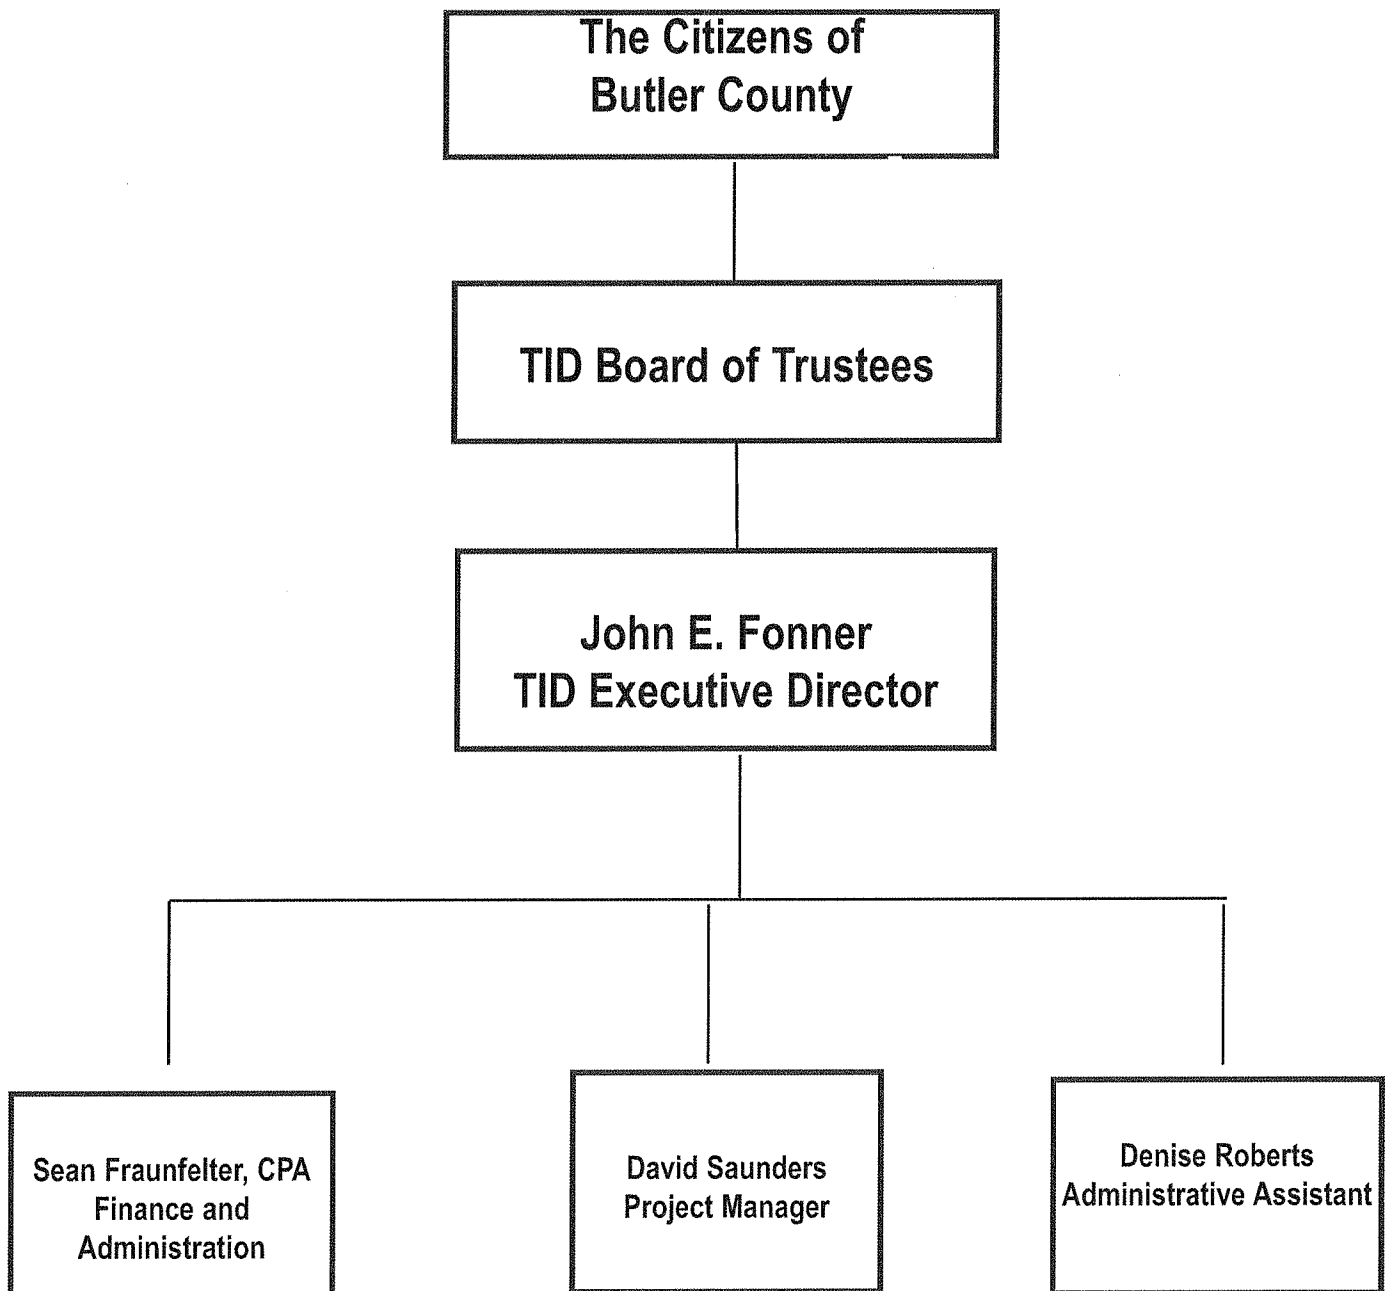 The Citizens of
Butler County
TID Board of Trustees
John E. Fonner
TID Executive Director
Sean Fraunfelter, CPA
Finance and
Administration
David Saunders
Project Manager
Denise Roberts
Administrative Assistant